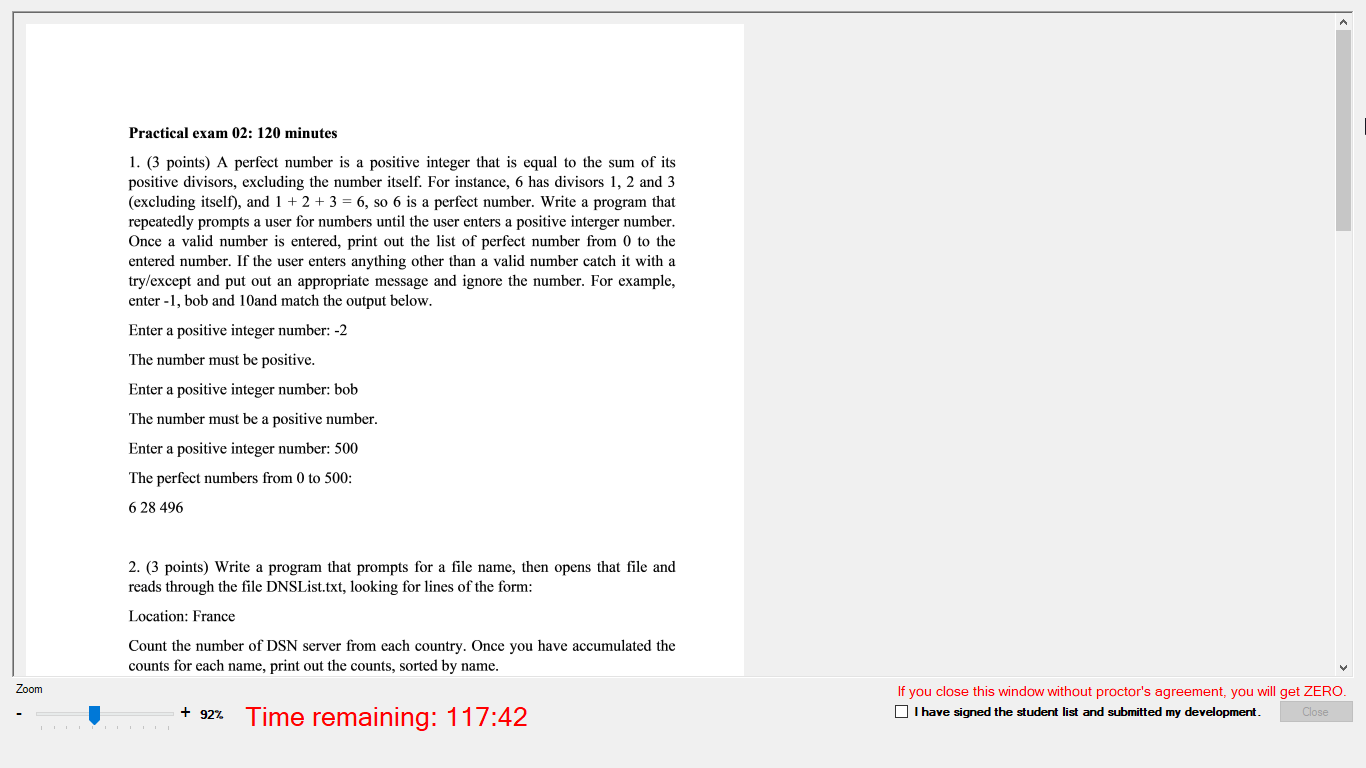 Practical exam 02: 120 minutes
1. (3 points) A perfect number is a positive integer that is equal to the sum of its
positive divisors, excluding the number itself. For instance, 6 has divisors 1, 2 and 3
(excluding itself), and 1 + 2 + 3 = 6, so 6 is a perfect number. Write a program that
repeatedly prompts a user for numbers until the user enters a positive interger number.
Once a valid number is entered, print out the list of perfect number from 0 to the
entered number. If the user enters anything other than a valid number catch it with a
try/except and put out an appropriate message and ignore the number. For example,
enter -1, bob and 10and match the output below.
Enter a positive integer number: -2
The number must be positive.
Enter a positive integer number: bob
The number must be a positive number.
Enter a positive integer number: 500
The perfect numbers from 0 to 500:
6 28 496
2. (3 points) Write a program that prompts for a file name, then opens that file and
reads through the file DNSList.txt, looking for lines of the form:
Location: France
Count the number of DSN server from each country. Once you have accumulated the
counts for each name, print out the counts, sorted by name.
Zoom
- + 92%
Time remaining: 117:42
If you close this window without proctor's agreement, you will get ZERO.
I have signed the student list and submitted my development.
Close